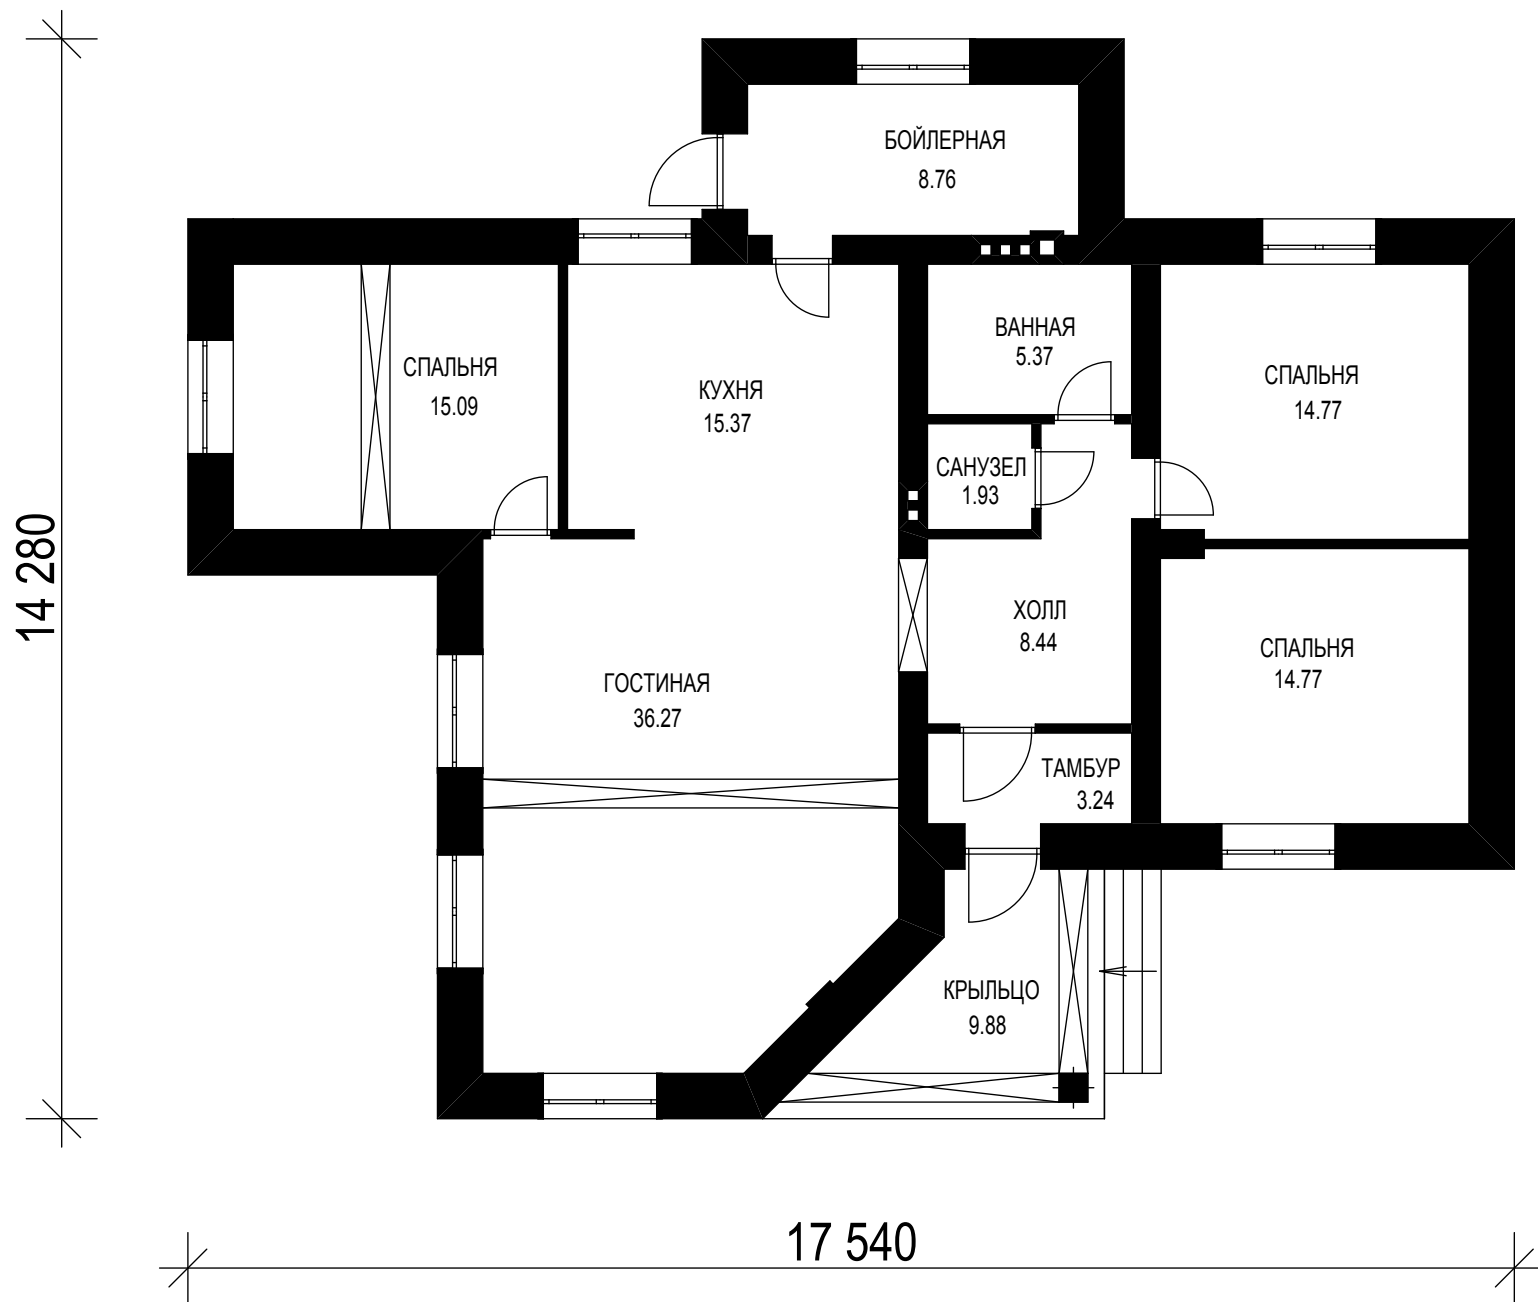 БОЙЛЕРНАЯ
8.76
ВАННАЯ
5.37
СПАЛЬНЯ
15.09
КУХНЯ
15.37
СПАЛЬНЯ
14.77
САНУЗЕЛ
1.93
ХОЛЛ
8.44
СПАЛЬНЯ
14.77
ГОСТИНАЯ
36.27
ТАМБУР
3.24
КРЫЛЬЦО
9.88
14 280
17 540